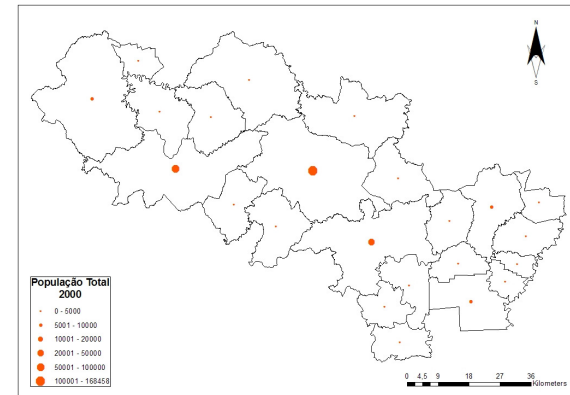 N
S
População Total
2000
0 - 5000
5001 - 10000
10001 - 20000
20001 - 50000
50001 - 100000
100001 - 168458
0 4,5 9 18 27 36
Kilometers